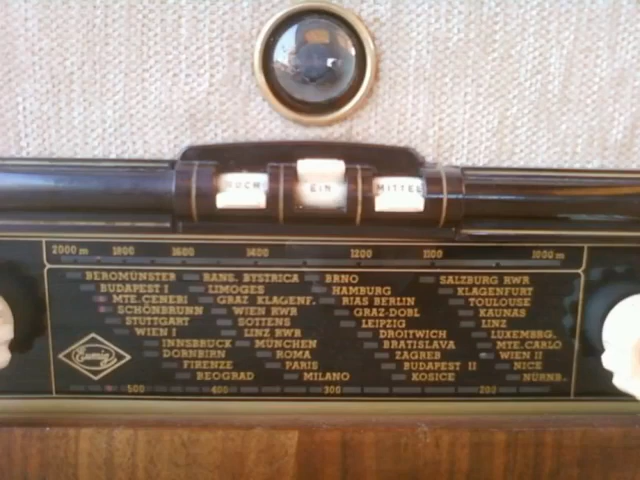 EIN MITTEL
2000 m 1800 1600 1400 1200 1100 1000 m
BEROMÜNSTER BANS. BYSTRICA BRNO SALZBURG RWR
BUDAPEST I LIMOGES HAMBURG KLAGENFURT
MTE. CENERI GRAZ KLAGENF. RIAS BERLIN TOULOUSE
SCHÖNBRUNN WIEN RWR GRAZ-DOBL KAUNAS
STUTTGART SOTTENS LEIPZIG LINZ
WIEN I LINZ RWR DROITWICH LUXEMBRG.
INNSBRUCK MÜNCHEN BRATISLAVA MTE. CARLO
Eumig DORNBIRN ROMA ZAGREB WIEN II
FIRENZE PARIS BUDAPEST II NICE
BEOGRAD MILANO KOSICE NÜRNB.
500 400 300 200